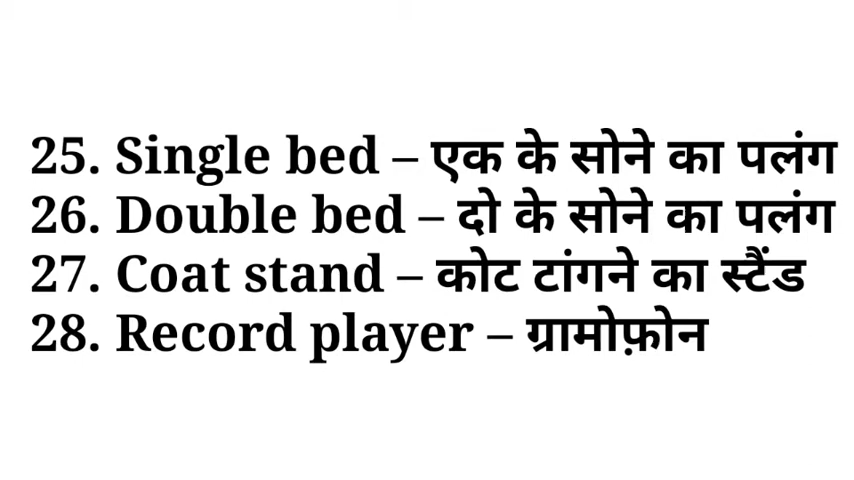 25. Single bed – एक के सोने का पलंग
26. Double bed – दो के सोने का पलंग
27. Coat stand – कोट टांगने का स्टैंड
28. Record player – ग्रामोफ़ोन